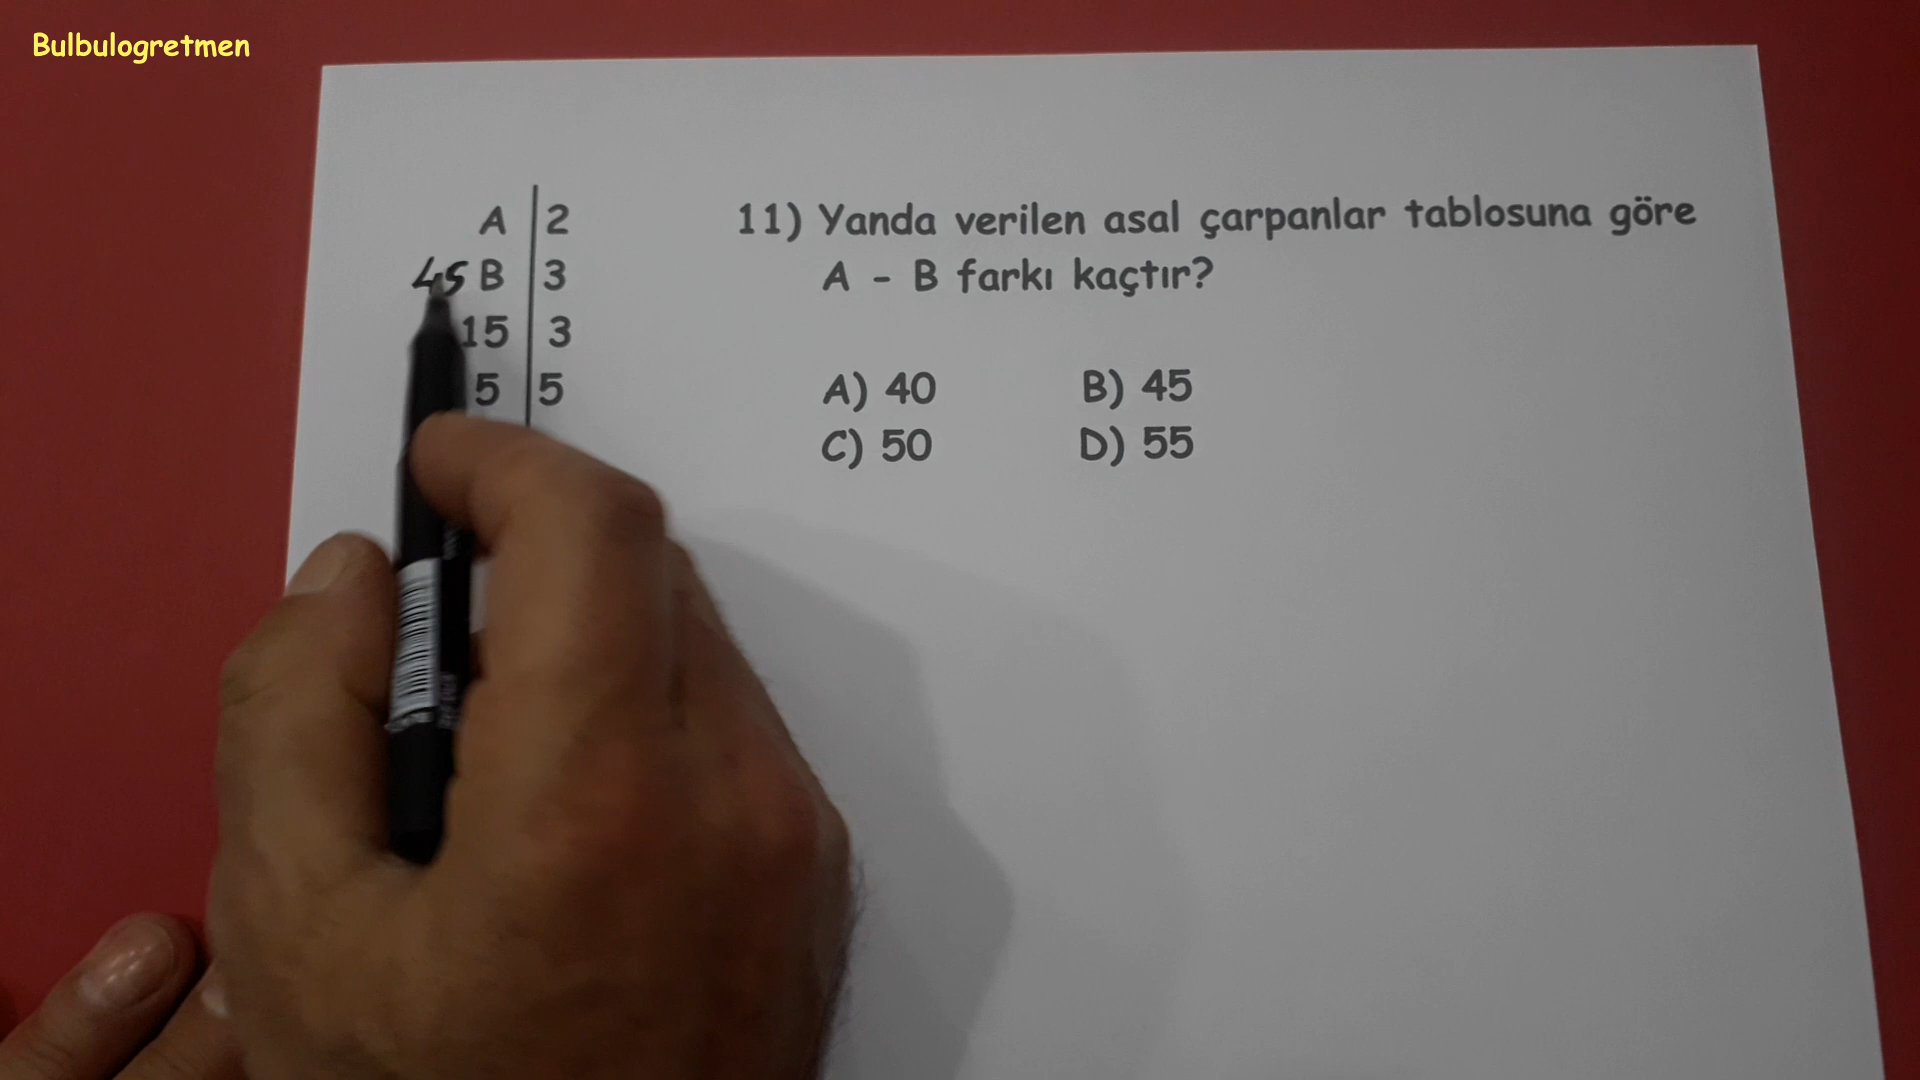 Bulbulogretmen
A 2
45 B 3
15 3
5 5
11) Yanda verilen asal çarpanlar tablosuna göre
A - B farkı kaçtır?
A) 40 B) 45
C) 50 D) 55